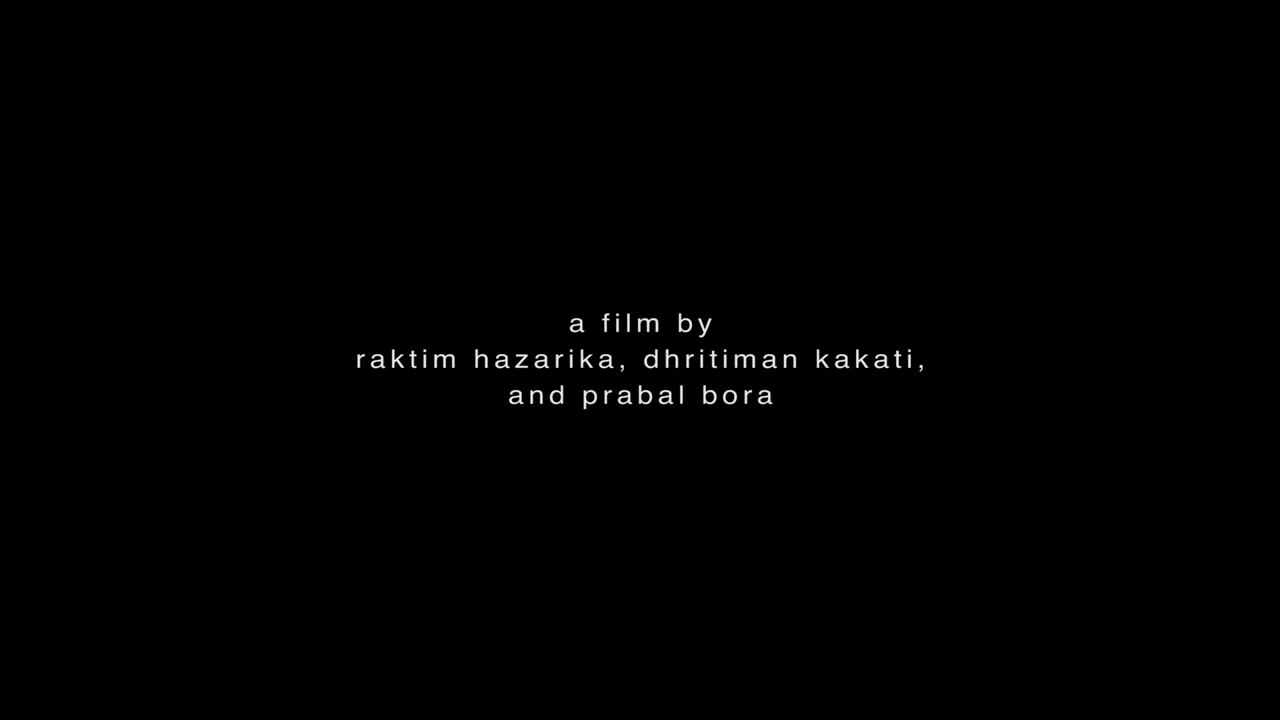 a film by
raktim hazarika, dhritiman kakati,
and prabal bora